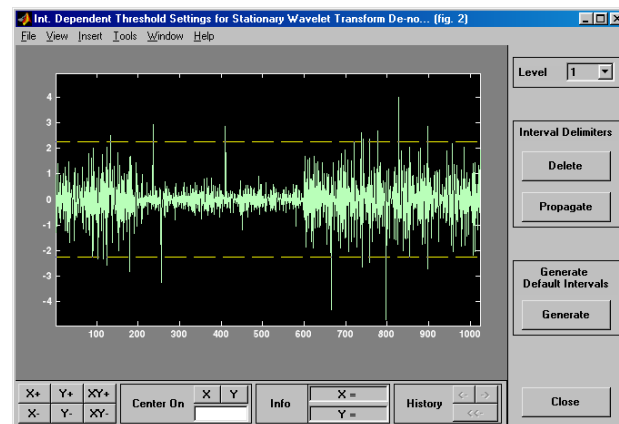 Int. Dependent Threshold Settings for Stationary Wavelet Transform De-no... (fig. 2)
File View Insert Tools Window Help
Level 1
4
3
2
1
0
-1
-2
-3
-4
100 200 300 400 500 600 700 800 900 1000
Interval Delimiters
Delete
Propagate
Generate
Default Intervals
Generate
X+ Y+ XY+
X- Y- XY-
Center On X Y
Info X =
Y =
History <- ->
<<-
Close